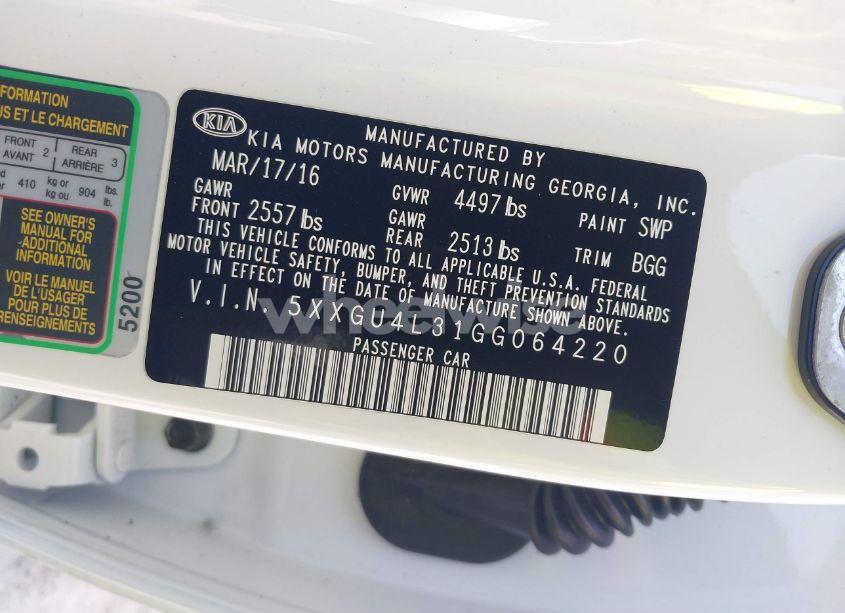 FORMATION
US ET LE CHARGEMENT
FRONT
AVANT
2
REAR
ARRIÈRE
3
410
kg or
kg ou
904
lbs.
lb.
SEE OWNER'S
MANUAL FOR
-ADDITIONAL
INFORMATION
VOIR LE MANUEL
DE L'USAGER
POUR PLUS DE
RENSEIGNEMENTS
5200
KIA
MANUFACTURED BY
KIA MOTORS MANUFACTURING GEORGIA, INC.
MAR/17/16
GAWR
FRONT 2557 lbs
GVWR 4497 lbs
GAWR
REAR 2513 lbs
PAINT SWP
TRIM BGG
THIS VEHICLE CONFORMS TO ALL APPLICABLE U.S.A. FEDERAL
MOTOR VEHICLE SAFETY, BUMPER, AND THEFT PREVENTION STANDARDS
IN EFFECT ON THE DATE OF MANUFACTURE SHOWN ABOVE.
V.I.N. 5XXGU4L31GG064220
PASSENGER CAR